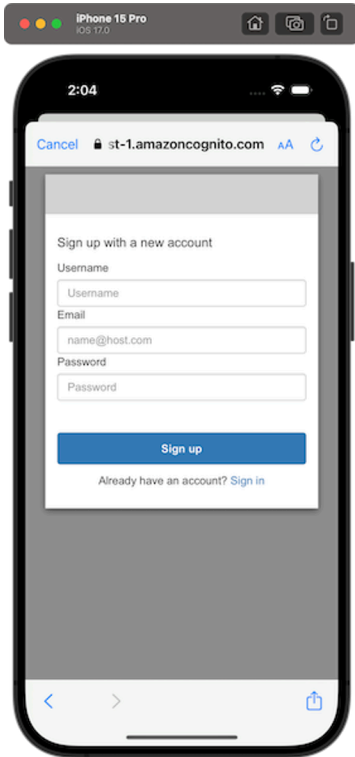 iPhone 15 Pro
iOS 17.0
2:04
Cancel st-1.amazoncognito.com AA
Sign up with a new account
Username
Username
Email
name@host.com
Password
Password
Sign up
Already have an account? Sign in